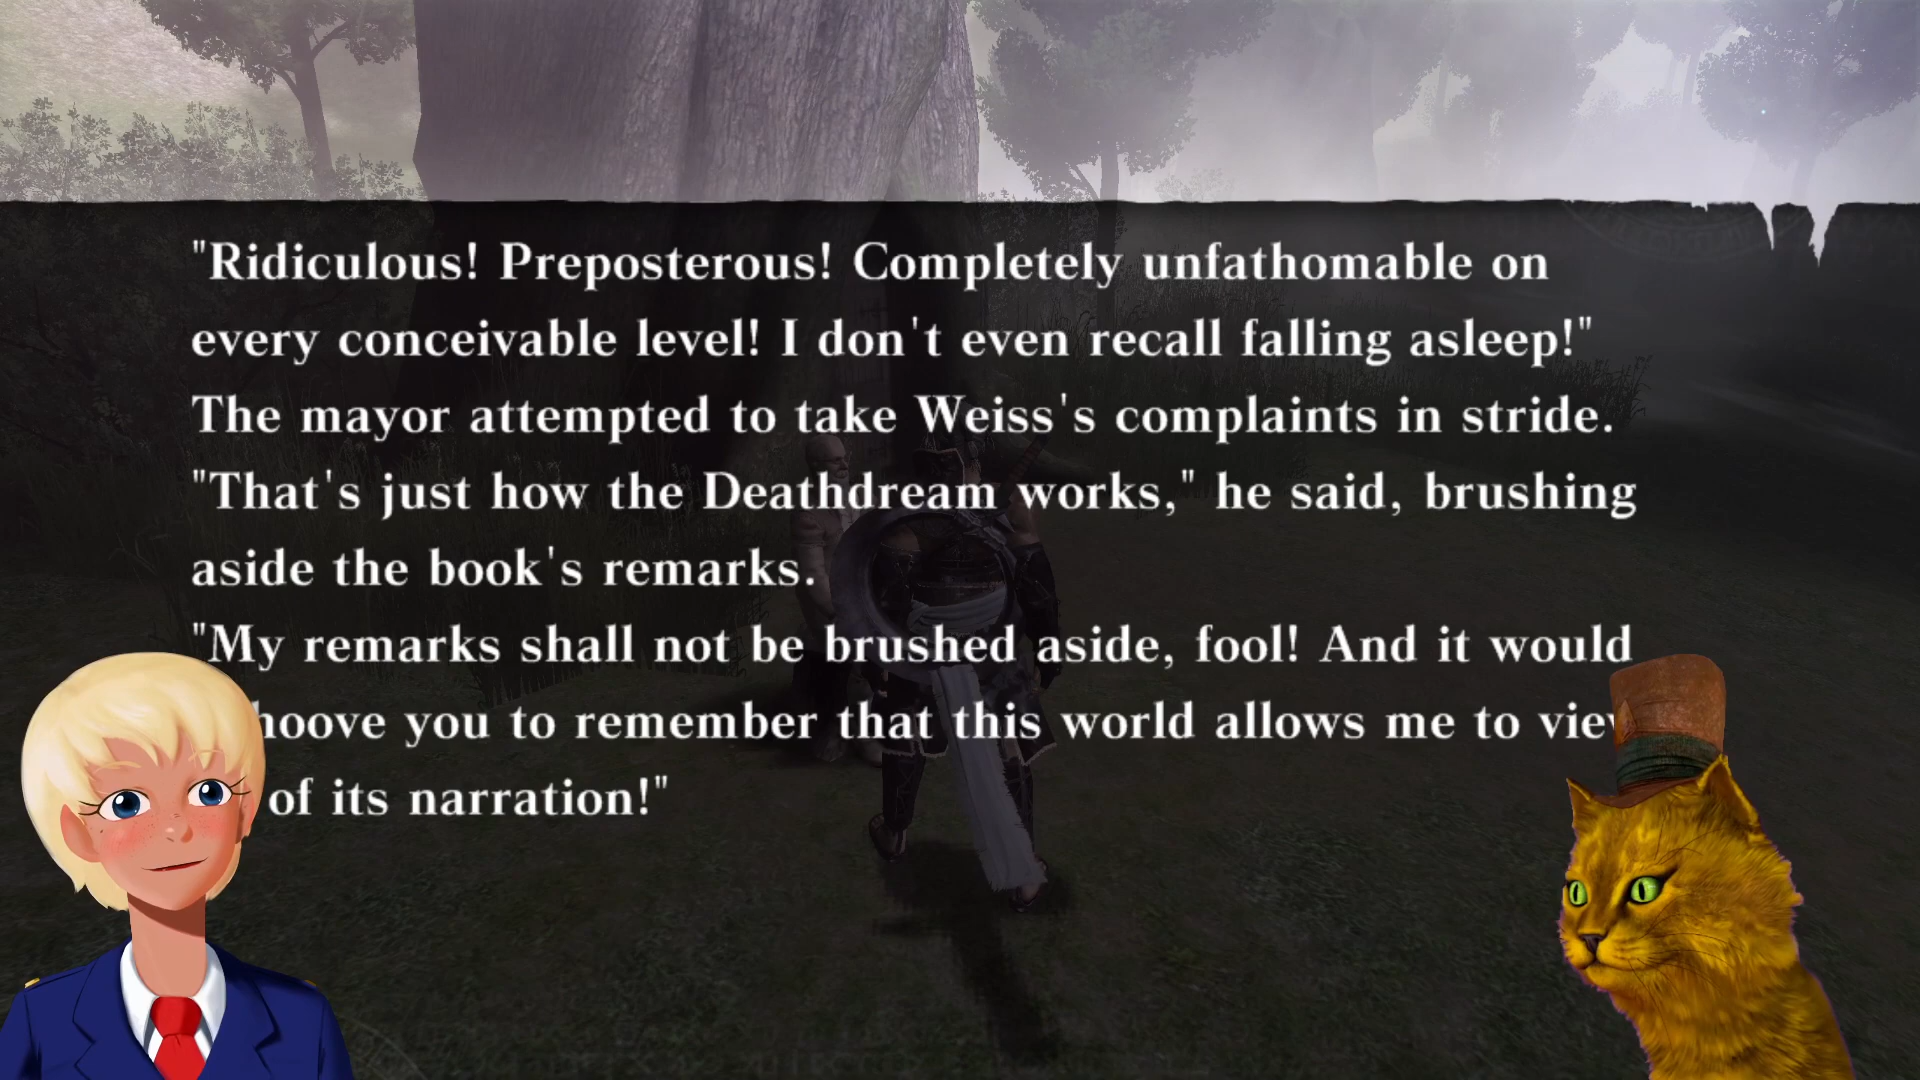 "Ridiculous! Preposterous! Completely unfathomable on
every conceivable level! I don't even recall falling asleep!"
The mayor attempted to take Weiss's complaints in stride.
"That's just how the Deathdream works," he said, brushing
aside the book's remarks.
"My remarks shall not be brushed aside, fool! And it would
you to remember that this world allows me to
of its narration!"